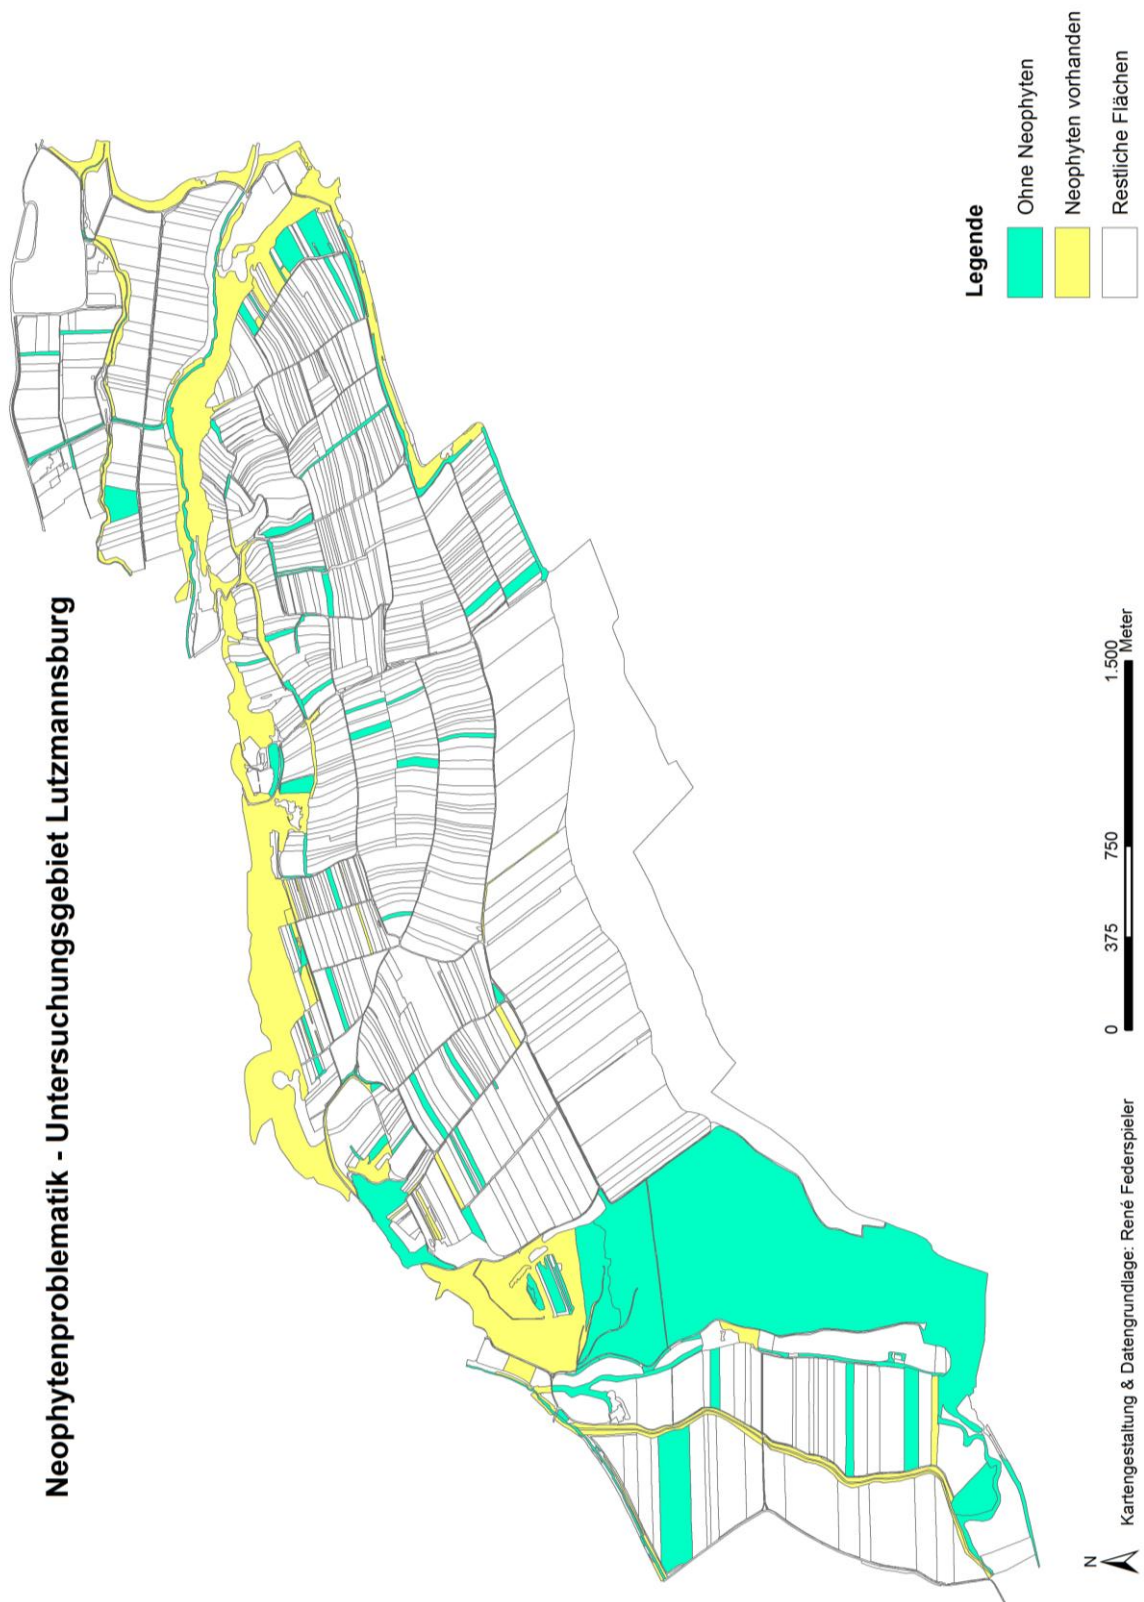 Neophytenproblematik - Untersuchungsgebiet Lutzmannsburg
Legende
Ohne Neophyten
Neophyten vorhanden
Restliche Flächen
N
Kartengestaltung & Datengrundlage: René Federspieler
0 375 750 1.500
Meter